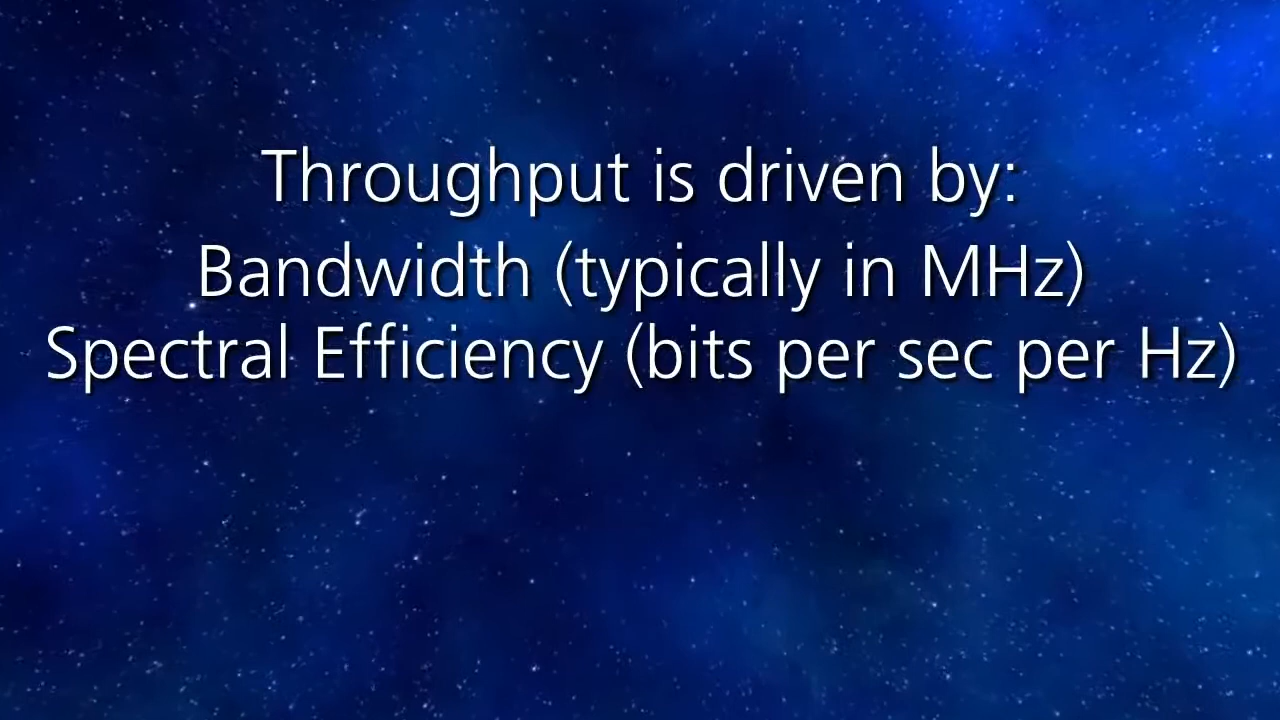 Throughput is driven by:
Bandwidth (typically in MHz)
Spectral Efficiency (bits per sec per Hz)